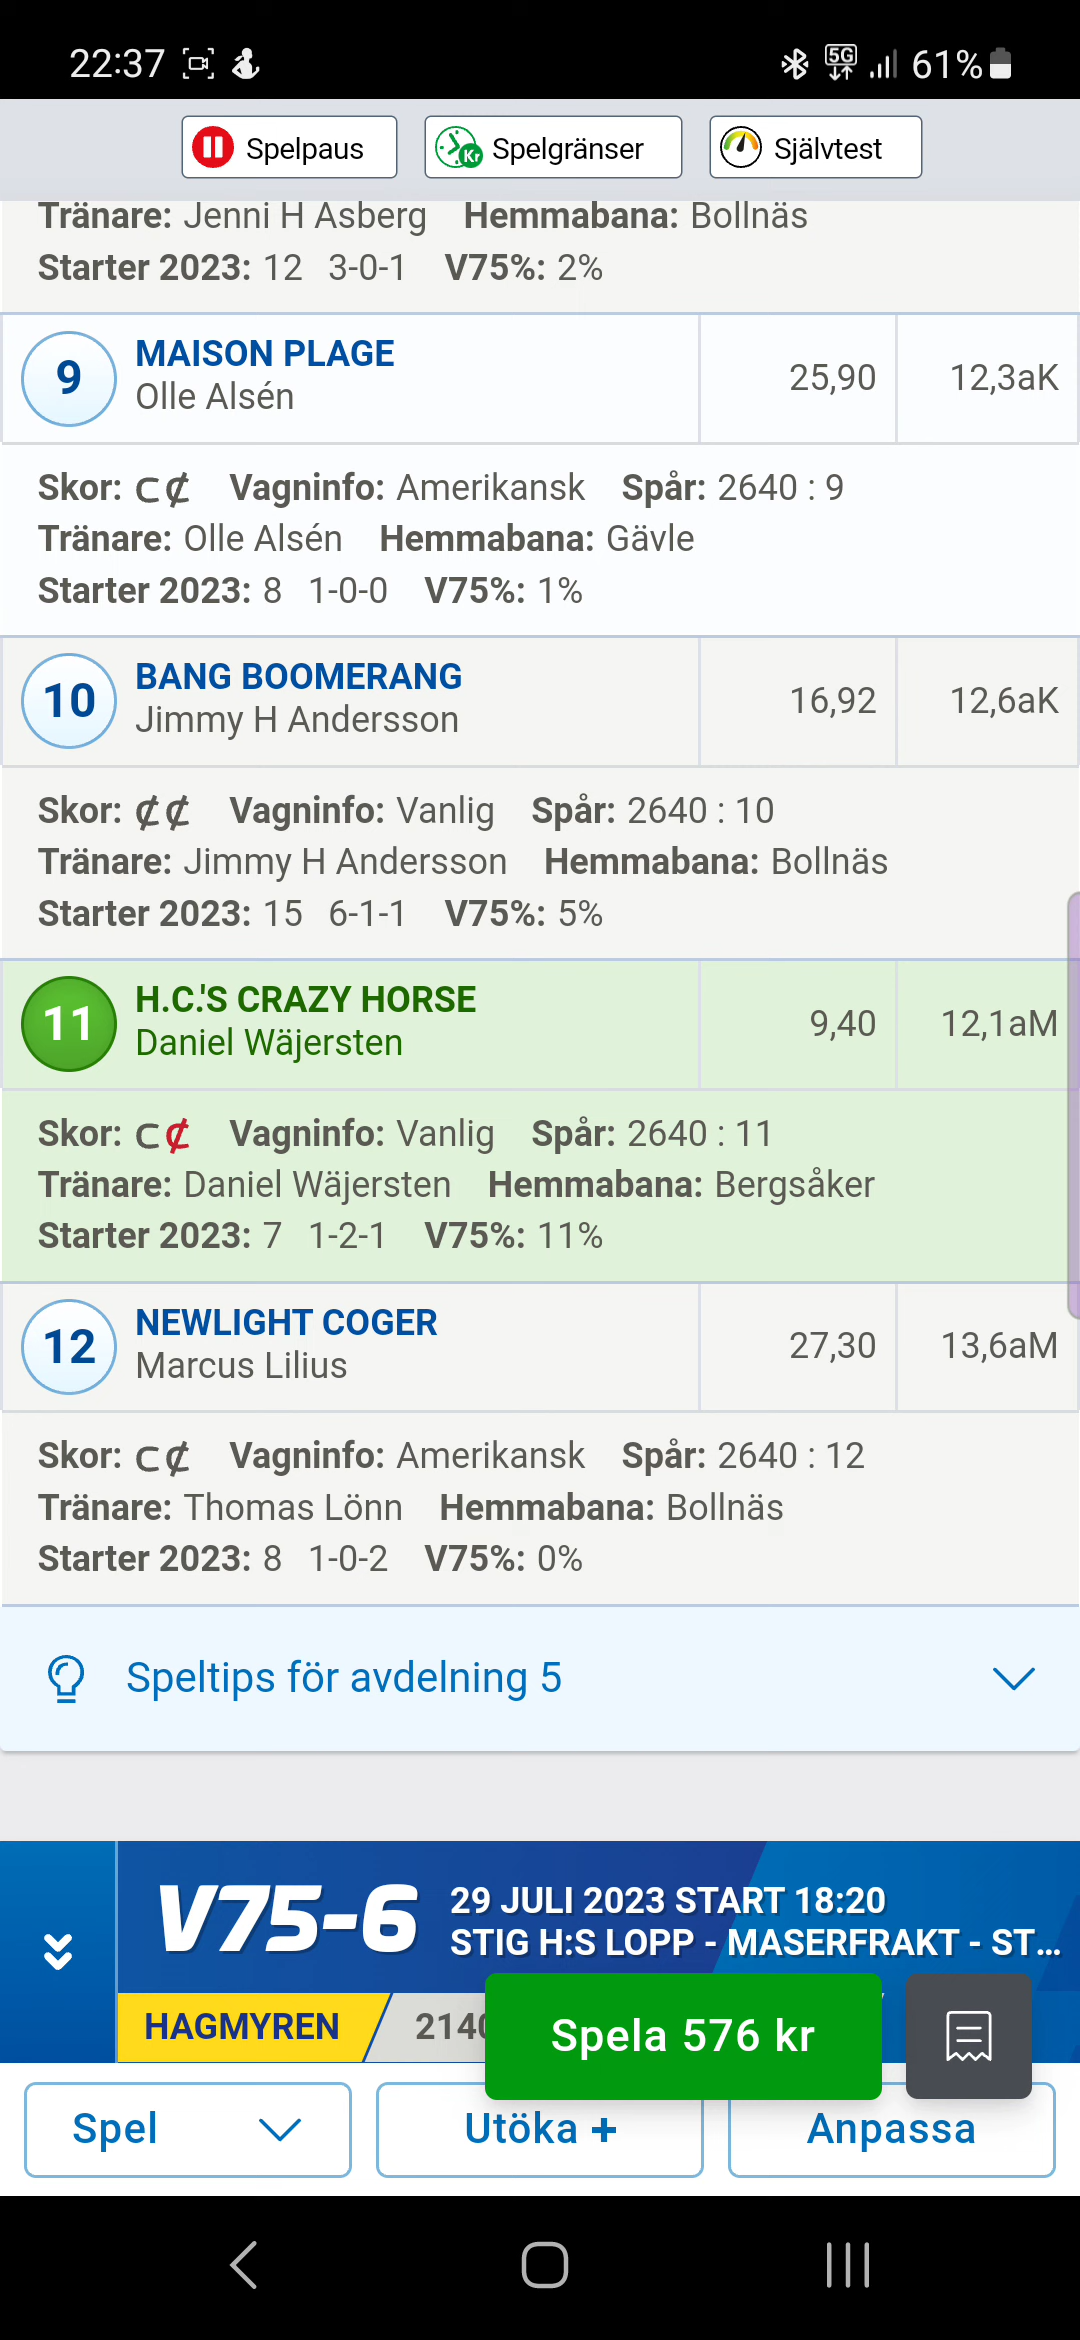 22:37 5G 61%
Spelpaus Kr Spelgränser Självtest
Tränare: Jenni H Åsberg Hemmabana: Bollnäs
Starter 2023: 12 3-0-1 V75%: 2%
9 MAISON PLAGE 25,90 12,3aK
Olle Alsén
Skor: Vagninfo: Amerikansk Spår: 2640 : 9
Tränare: Olle Alsén Hemmabana: Gävle
Starter 2023: 8 1-0-0 V75%: 1%
10 BANG BOOMERANG 16,92 12,6aK
Jimmy H Andersson
Skor: Vagninfo: Vanlig Spår: 2640 : 10
Tränare: Jimmy H Andersson Hemmabana: Bollnäs
Starter 2023: 15 6-1-1 V75%: 5%
11 H.C.'S CRAZY HORSE 9,40 12,1aM
Daniel Wäjersten
Skor: Vagninfo: Vanlig Spår: 2640 : 11
Tränare: Daniel Wäjersten Hemmabana: Bergsåker
Starter 2023: 7 1-2-1 V75%: 11%
12 NEWLIGHT COGER 27,30 13,6aM
Marcus Lilius
Skor: Vagninfo: Amerikansk Spår: 2640 : 12
Tränare: Thomas Lönn Hemmabana: Bollnäs
Starter 2023: 8 1-0-2 V75%: 0%
Speltips för avdelning 5
V75-6 29 JULI 2023 START 18:20
STIG H:S LOPP - MASERFRAKT - ST...
HAGMYREN 2140
Spela 576 kr
Spel Utöka + Anpassa